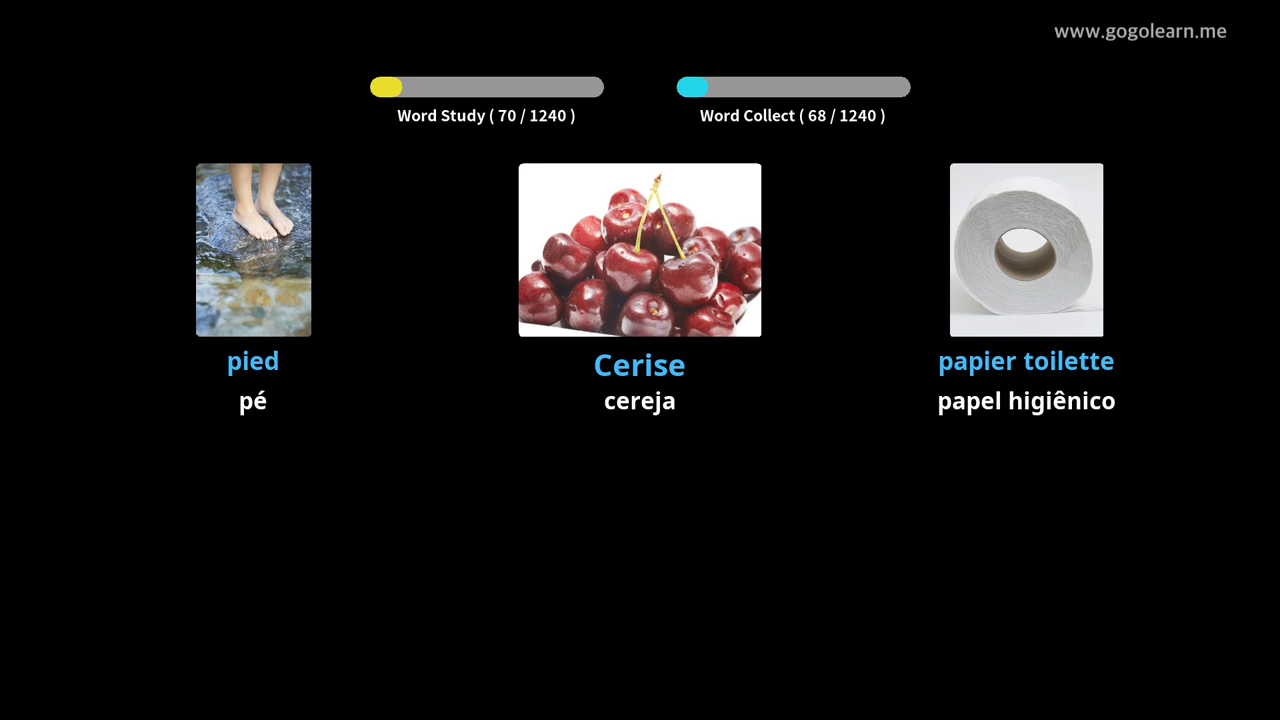 www.gogolearn.me
Word Study ( 70 / 1240 )
Word Collect ( 68 / 1240 )
pied
pé
Cerise
cereja
papier toilette
papel higiênico